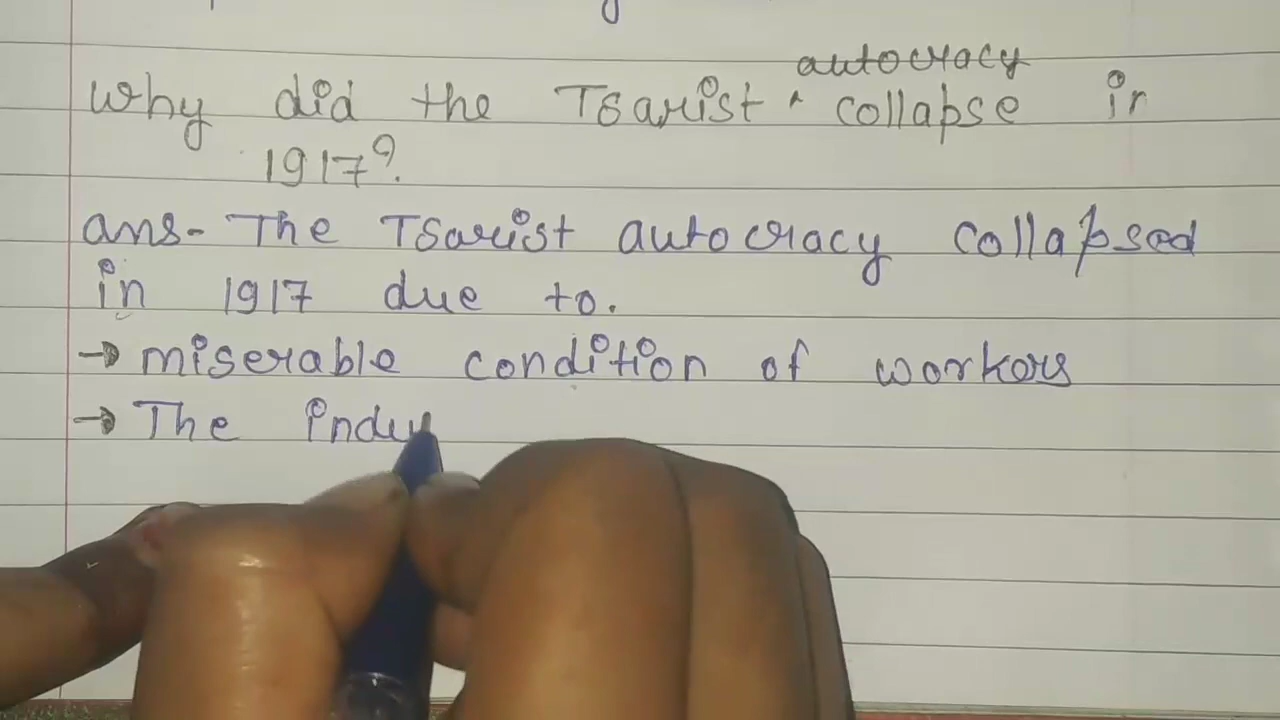 autocracy
Why did the Tsarist ^ collapse in
1917?
ans- The Tsarist autocracy collapsed
in 1917 due to.
→ miserable condition of workers
→ The indu